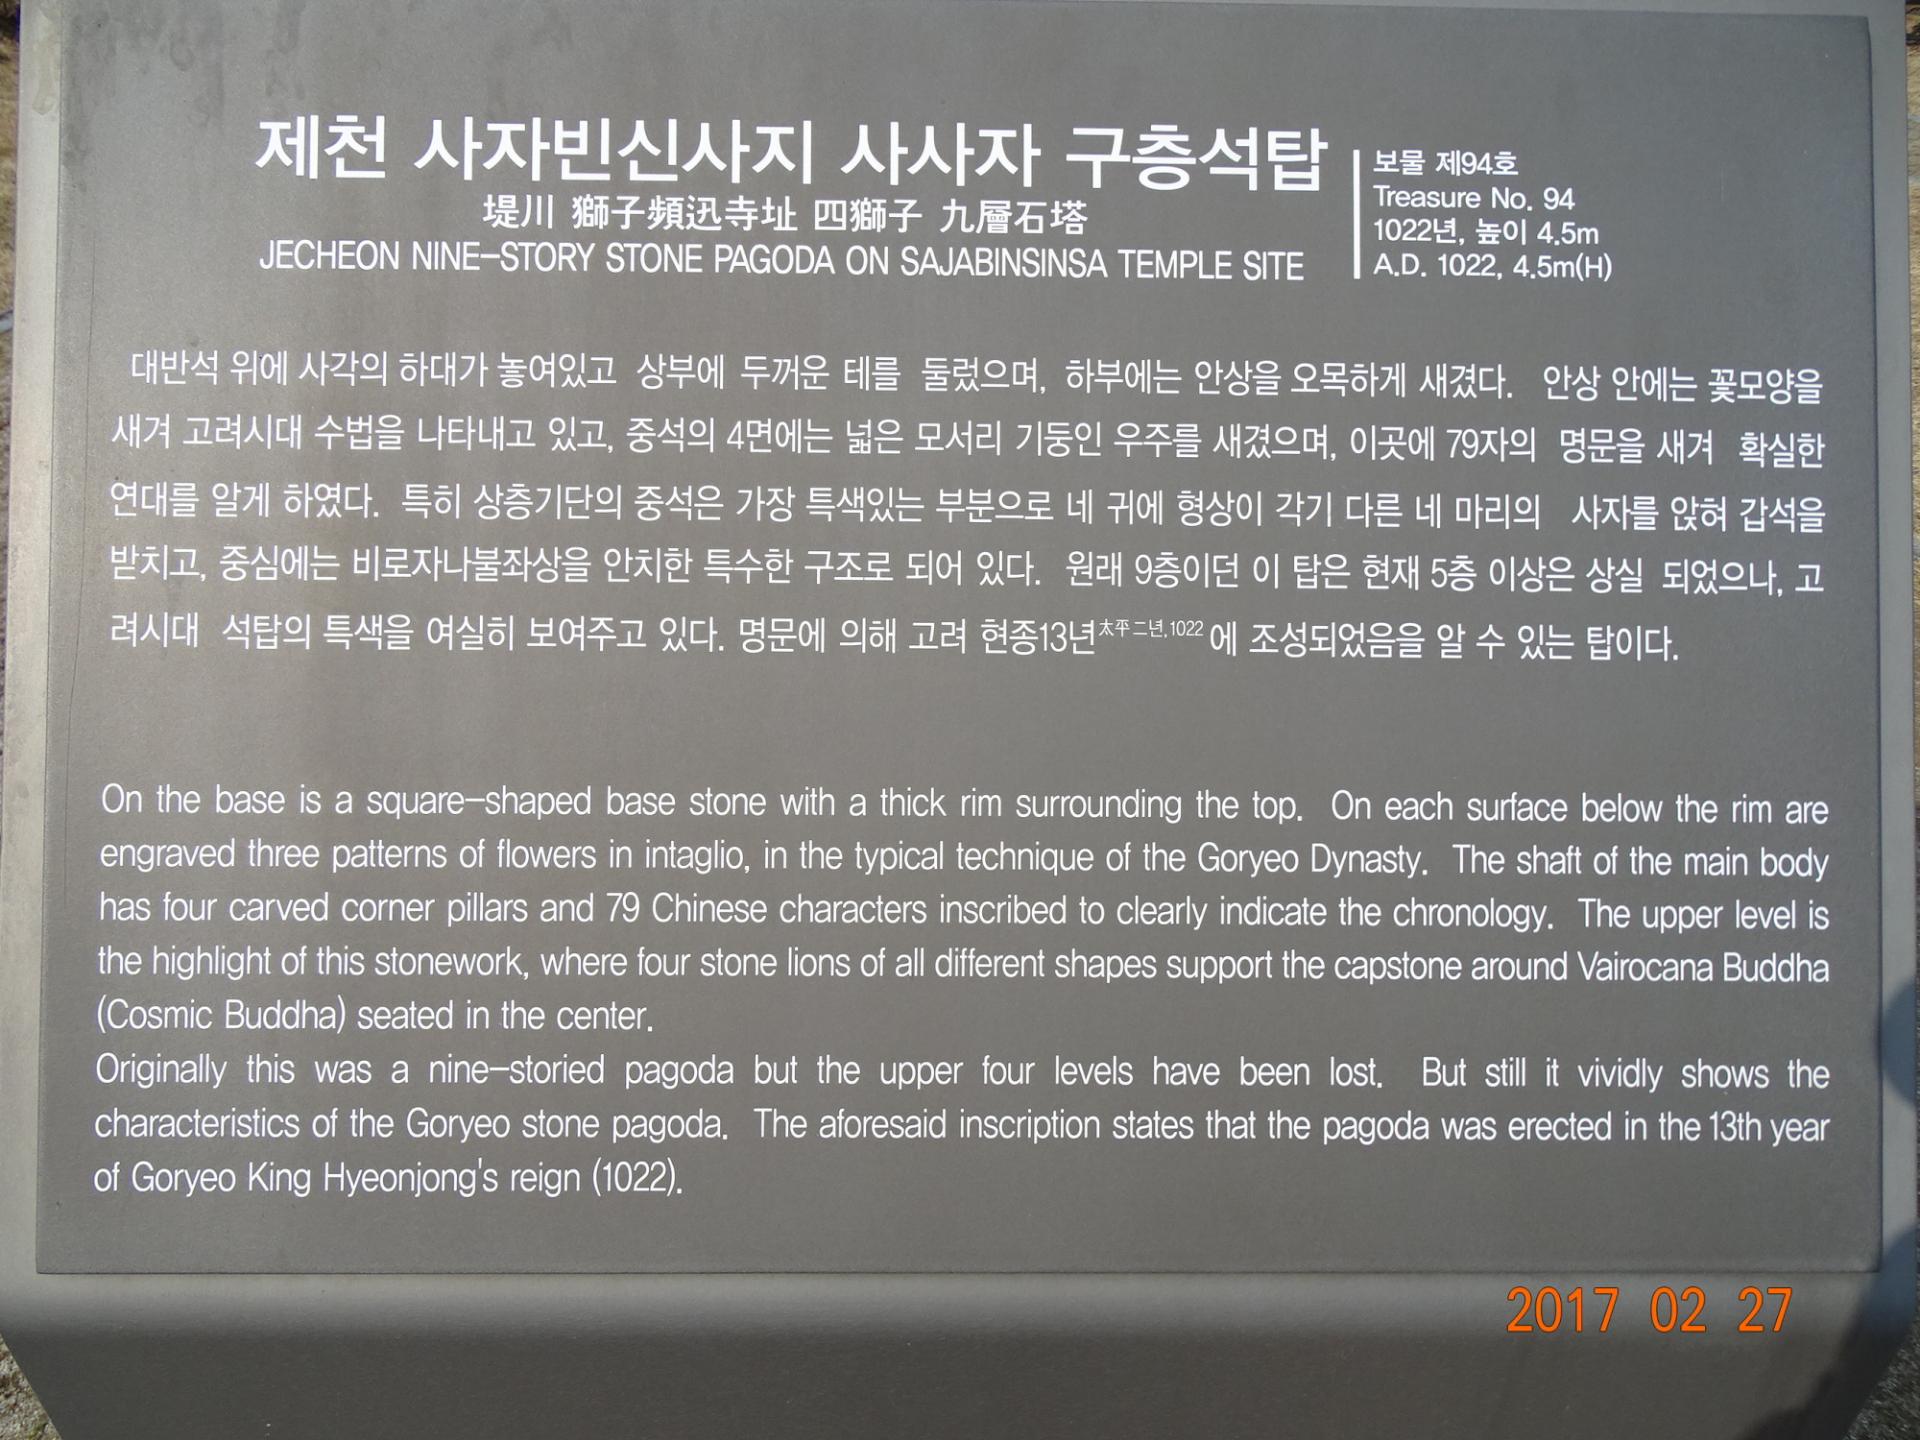 제천 사자빈신사지 사사자 구층석탑
堤川 獅子頻迅寺址 四獅子 九層石塔
JECHEON NINE-STORY STONE PAGODA ON SAJABINSINSA TEMPLE SITE
보물 제94호
Treasure No. 94
1022년, 높이 4.5m
A.D. 1022, 4.5m(H)
대반석 위에 사각의 하대가 놓여있고 상부에 두꺼운 테를 둘렀으며, 하부에는 안상을 오목하게 새겼다. 안상 안에는 꽃모양을
새겨 고려시대 수법을 나타내고 있고, 중석의 4면에는 넓은 모서리 기둥인 우주를 새겼으며, 이곳에 79자의 명문을 새겨 확실한
연대를 알게 하였다. 특히 상층기단의 중석은 가장 특색있는 부분으로 네 귀에 형상이 각기 다른 네 마리의 사자를 앉혀 갑석을
받치고, 중심에는 비로자나불좌상을 안치한 특수한 구조로 되어 있다. 원래 9층이던 이 탑은 현재 5층 이상은 상실 되었으나, 고
려시대 석탑의 특색을 여실히 보여주고 있다. 명문에 의해 고려 현종13년太平二년,1022에 조성되었음을 알 수 있는 탑이다.
On the base is a square-shaped base stone with a thick rim surrounding the top. On each surface below the rim are
engraved three patterns of flowers in intaglio, in the typical technique of the Goryeo Dynasty. The shaft of the main body
has four carved corner pillars and 79 Chinese characters inscribed to clearly indicate the chronology. The upper level is
the highlight of this stonework, where four stone lions of all different shapes support the capstone around Vairocana Buddha
(Cosmic Buddha) seated in the center.
Originally this was a nine-storied pagoda but the upper four levels have been lost. But still it vividly shows the
characteristics of the Goryeo stone pagoda. The aforesaid inscription states that the pagoda was erected in the 13th year
of Goryeo King Hyeonjong's reign (1022).
2017 02 27